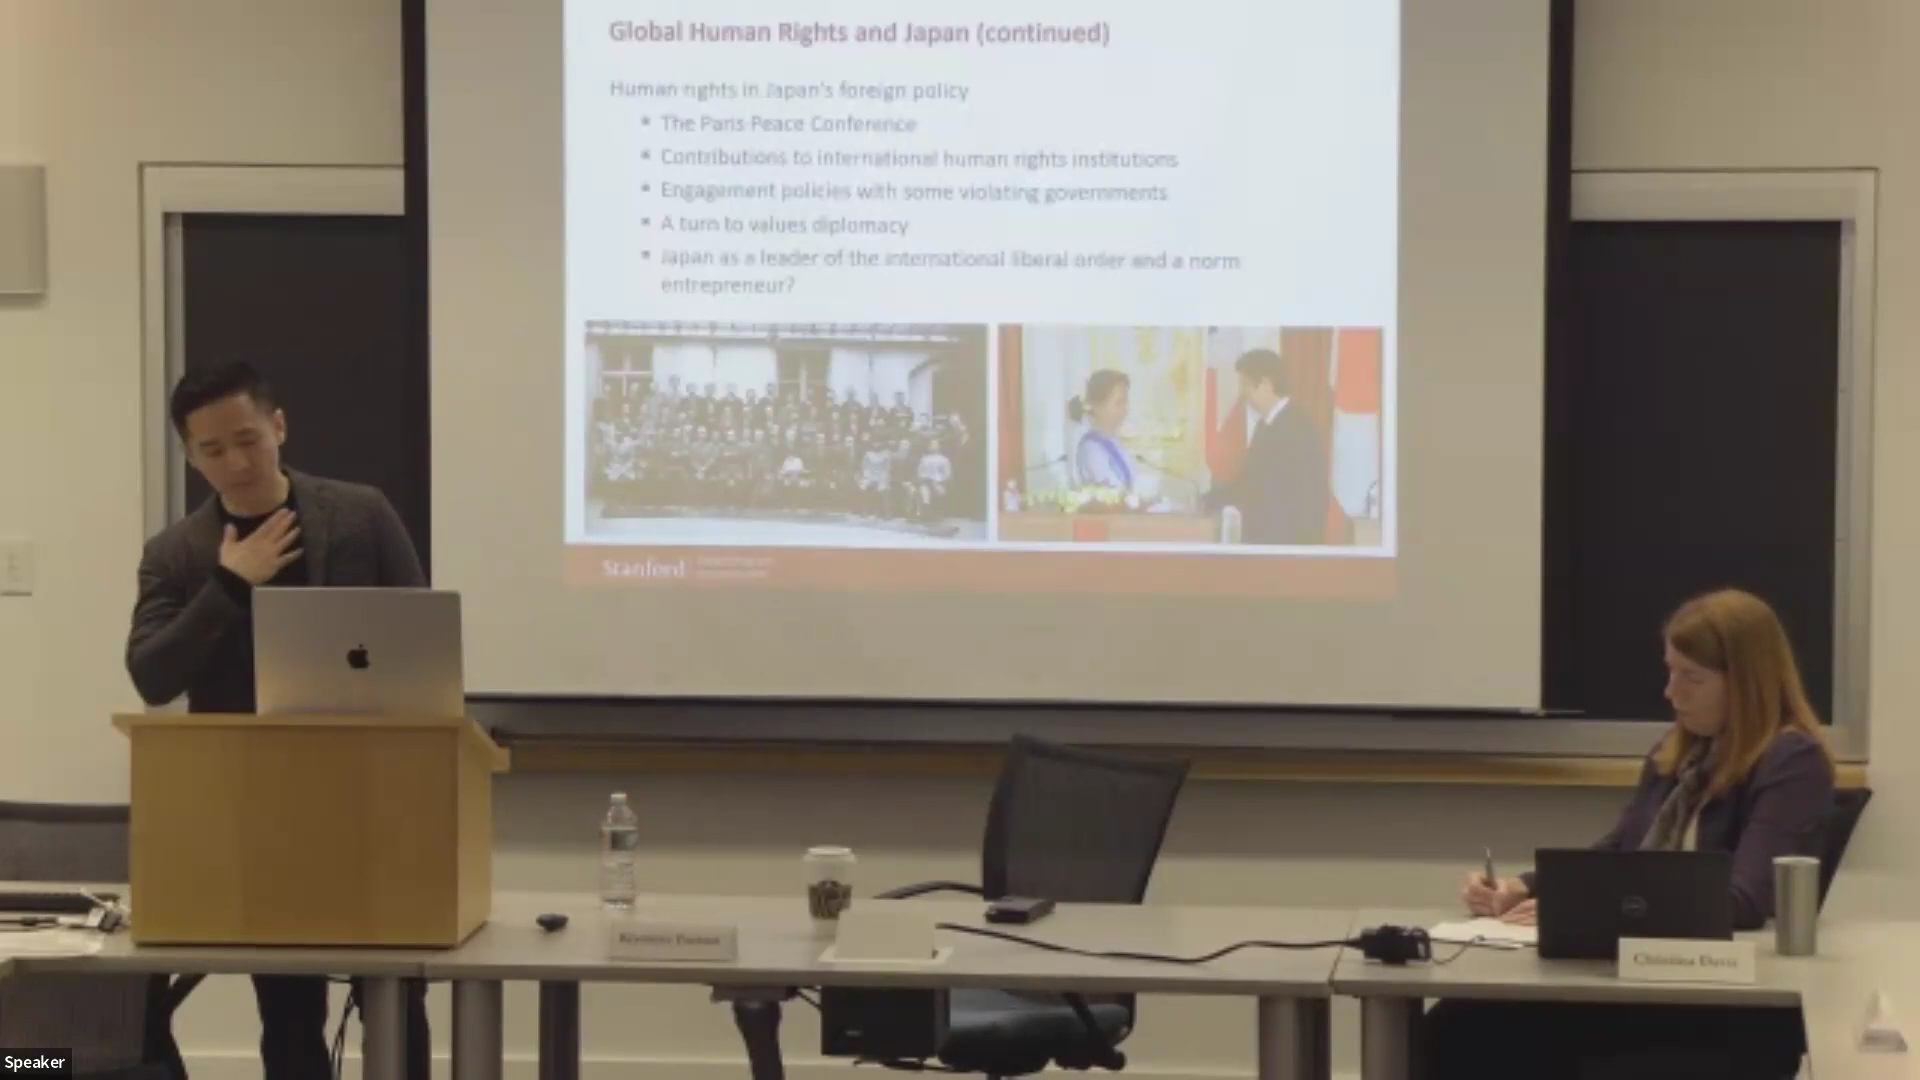 Global Human Rights and Japan (continued)
Human rights in Japan's foreign policy
The Paris Peace Conference
Contributions to international human rights institutions
Engagement policies with some violating governments
A turn to values diplomacy
Japan as a leader of the international liberal order and a norm
entrepreneur?
Stanford
Christina Davis
Speaker